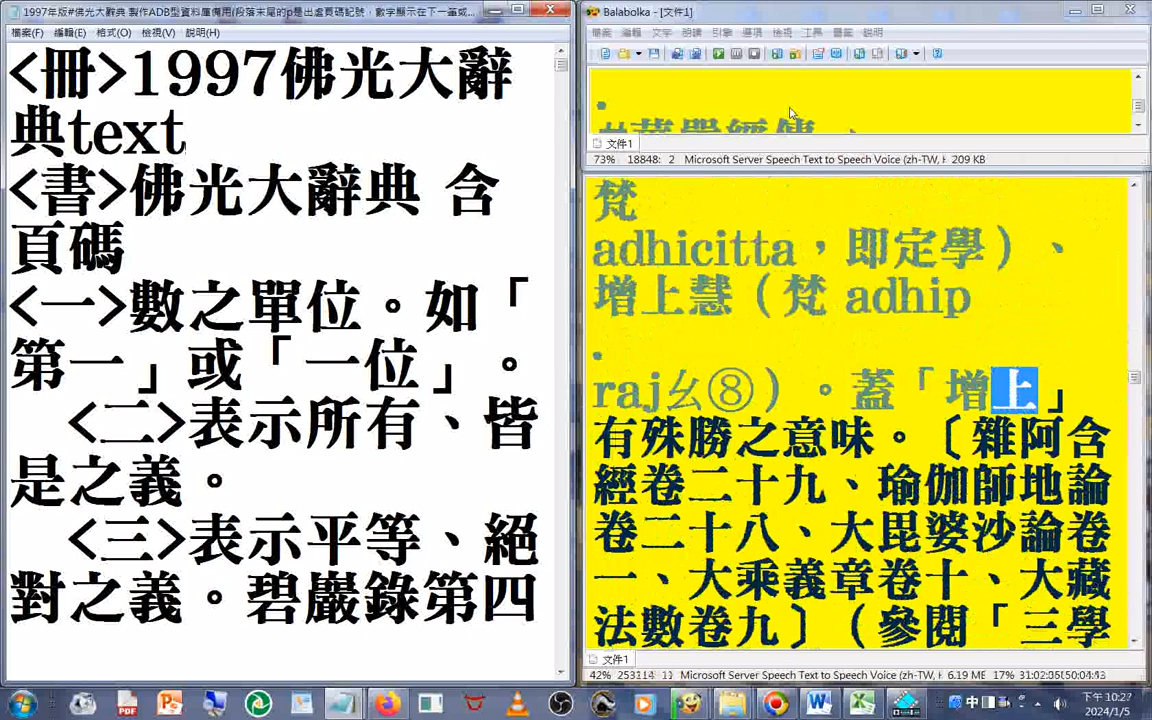 1997年版#佛光大辭典 製作ADB型資料庫備用(段落末尾的p是出處頁碼記號，數字顯示在下一筆或...
檔案(F) 編輯(E) 格式(O) 檢視(V) 說明(H)
<冊>1997佛光大辭
典text
<書>佛光大辭典 含
頁碼
<一>數之單位。如「
第一」或「一位」。
<二>表示所有、皆
是之義。
<三>表示平等、絕
對之義。碧巖錄第四
Balabolka - [文件1]
檔案 編輯 文字 朗讀 引擎 選項 檢視 工具 書籤 說明
文件1
73% 18848: 2 Microsoft Server Speech Text to Speech Voice (zh-TW, H 209 KB
梵
adhicitta，即定學）、
增上慧（梵 adhip
．
rajㄠ⑧）。蓋「增上」
有殊勝之意味。〔雜阿含
經卷二十九、瑜伽師地論
卷二十八、大毘婆沙論卷
一、大乘義章卷十、大藏
法數卷九〕（參閱「三學
文件1
42% 253114: 11 Microsoft Server Speech Text to Speech Voice (zh-TW, H 6.19 ME 17% 31:02:35/50:04:43
中
下午 10:27
2024/1/5